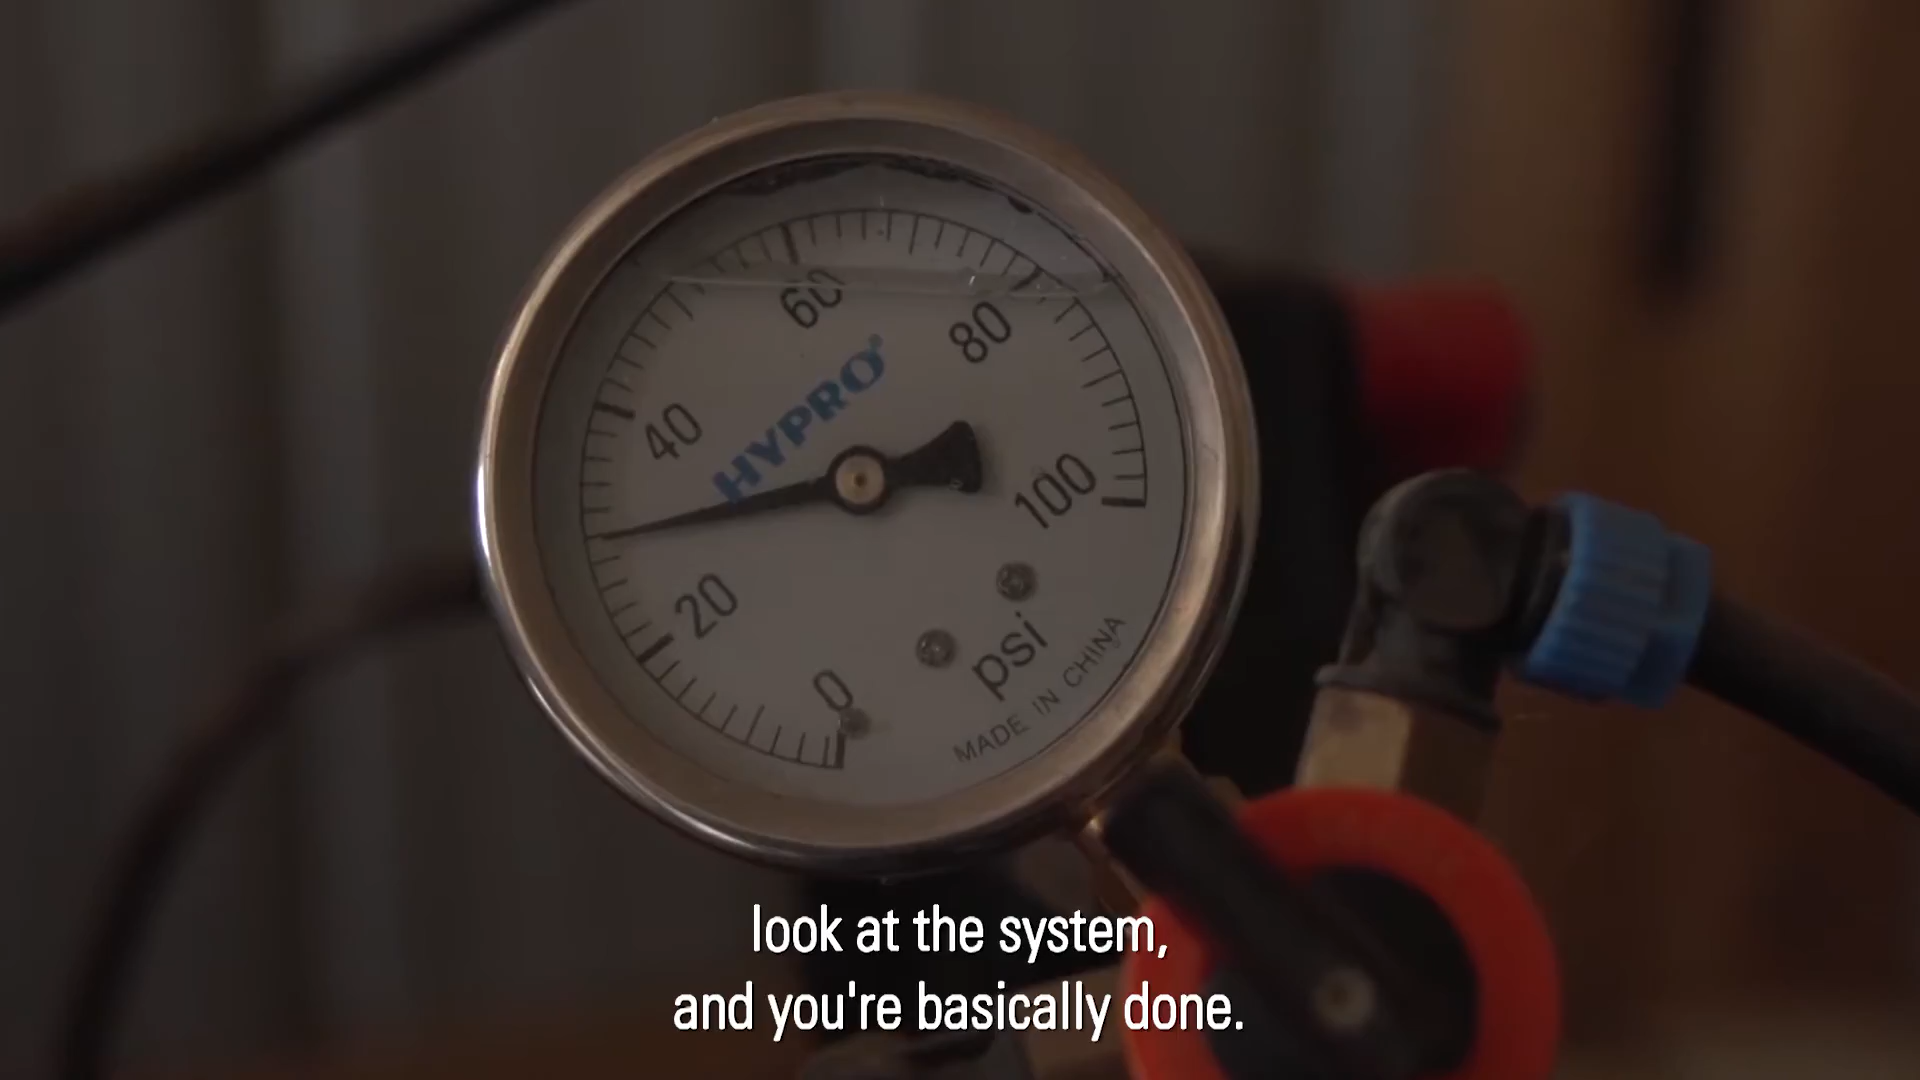 60
80
HYPRO®
40
100
20
psi
0
MADE IN CHINA
look at the system,
and you're basically done.